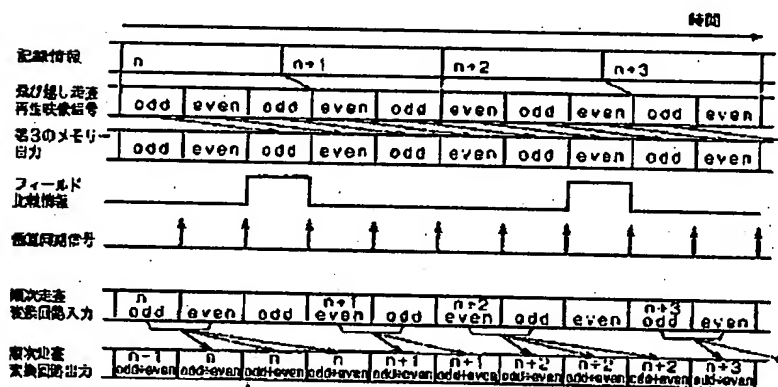 時間
記録情報
n n+1 n+2 n+3
飛び越し走査
再生映像信号
odd even odd even odd even odd even odd even
第3のメモリー
出力
odd even odd even odd even odd even odd even
フィールド
比較情報
垂直同期信号
順次走査
変換回路入力
n n+1 n+2 n+3
odd even odd even odd even odd even odd even
順次走査
変換回路出力
n-1 n n n n+1 n+1 n+2 n+2 n+2 n+3
odd+even odd+even odd+even odd+even odd+even odd+even odd+even odd+even odd+even odd+even